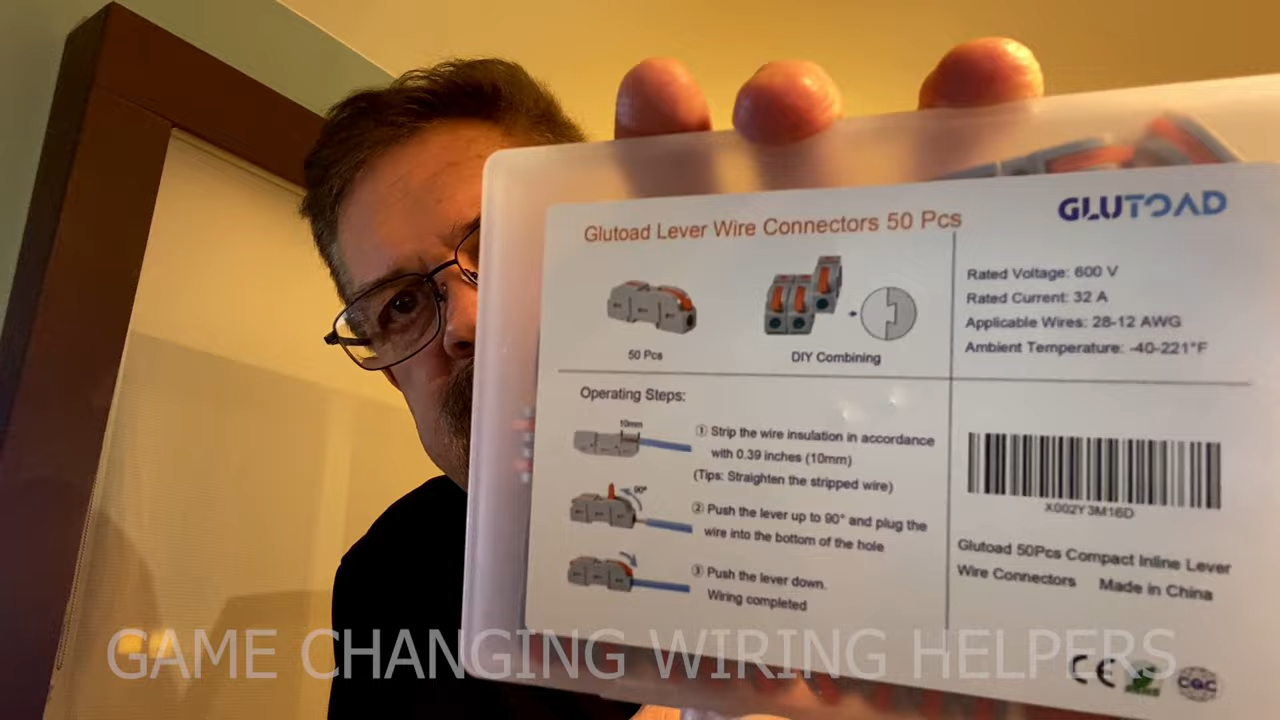 GLUTOAD
Glutoad Lever Wire Connectors 50 Pcs
50 Pcs
DIY Combining
Rated Voltage: 600 V
Rated Current: 32 A
Applicable Wires: 28-12 AWG
Ambient Temperature: -40-221°F
Operating Steps:
10mm
① Strip the wire insulation in accordance
with 0.39 inches (10mm)
(Tips: Straighten the stripped wire)
90°
② Push the lever up to 90° and plug the
wire into the bottom of the hole
③ Push the lever down.
Wiring completed
X002Y3M16D
Glutoad 50Pcs Compact Inline Lever
Wire Connectors Made in China
CE
CQC
GAME CHANGING WIRING HELPERS